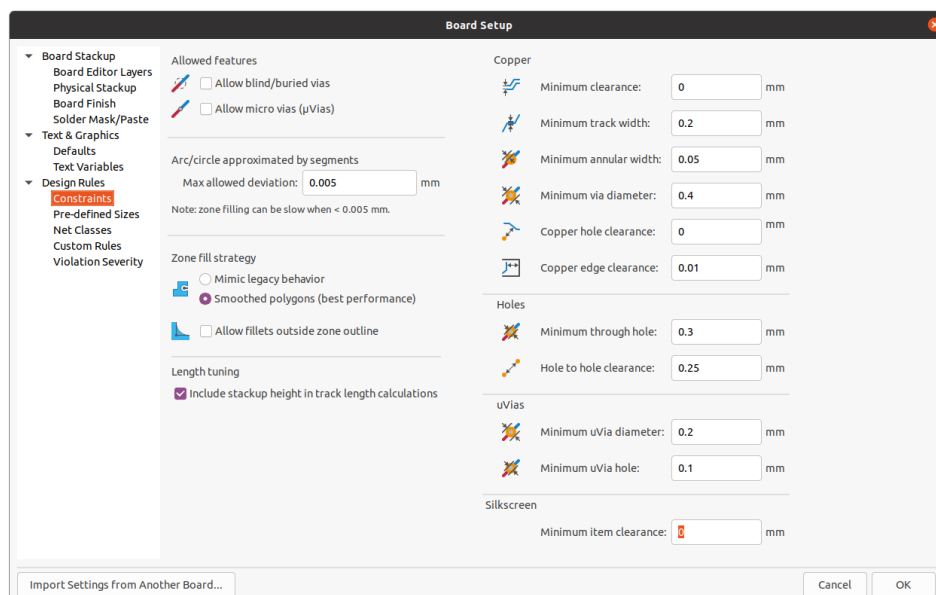 Board Setup
Board Stackup
Board Editor Layers
Physical Stackup
Board Finish
Solder Mask/Paste
Text & Graphics
Defaults
Text Variables
Design Rules
Constraints
Pre-defined Sizes
Net Classes
Custom Rules
Violation Severity
Allowed features
Allow blind/buried vias
Allow micro vias (µVias)
Arc/circle approximated by segments
Max allowed deviation: 0.005 mm
Note: zone filling can be slow when < 0.005 mm.
Zone fill strategy
Mimic legacy behavior
Smoothed polygons (best performance)
Allow fillets outside zone outline
Length tuning
Include stackup height in track length calculations
Copper
Minimum clearance: 0 mm
Minimum track width: 0.2 mm
Minimum annular width: 0.05 mm
Minimum via diameter: 0.4 mm
Copper hole clearance: 0 mm
Copper edge clearance: 0.01 mm
Holes
Minimum through hole: 0.3 mm
Hole to hole clearance: 0.25 mm
uVias
Minimum uVia diameter: 0.2 mm
Minimum uVia hole: 0.1 mm
Silkscreen
Minimum item clearance: 0 mm
Import Settings from Another Board...
Cancel
OK